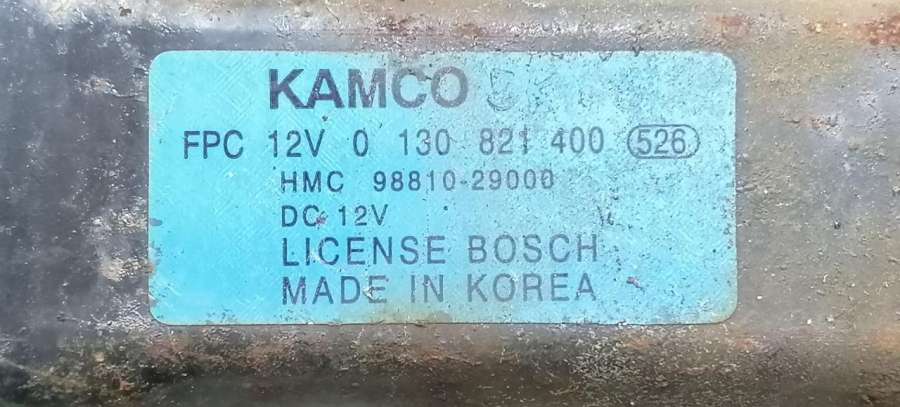 KAMCO
FPC 12V 0 130 821 400 526
HMC 98810-29000
DC 12V
LICENSE BOSCH
MADE IN KOREA